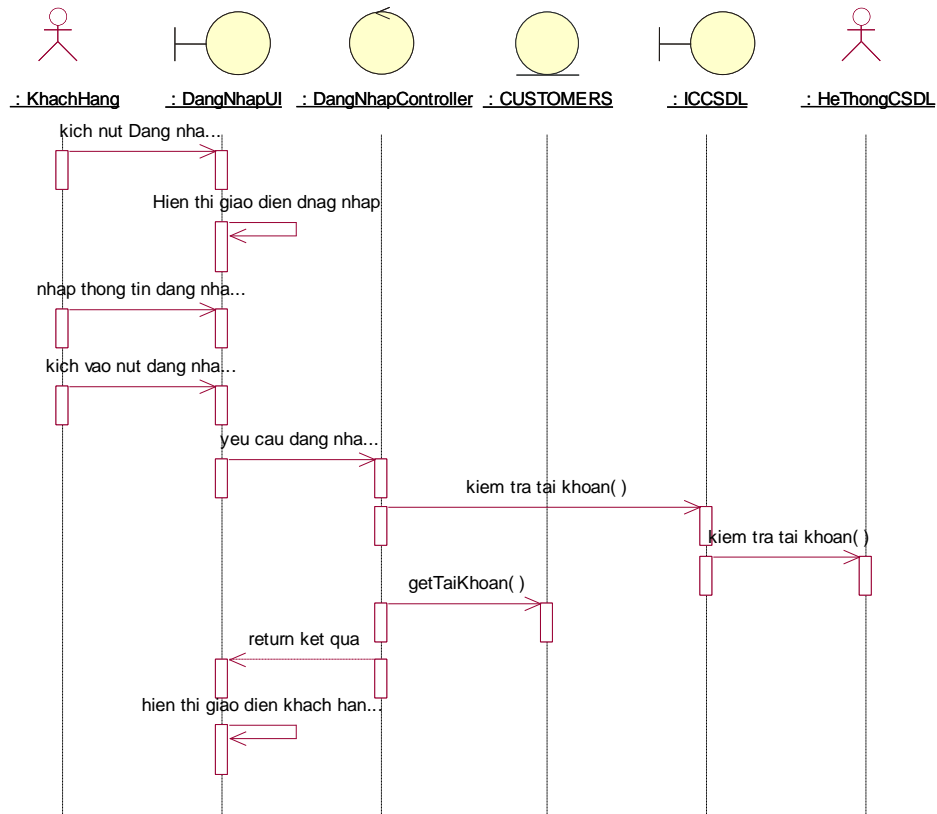 : KhachHang : DangNhapUI : DangNhapController : CUSTOMERS : ICCSDL : HeThongCSDL
kich nut Dang nha...
Hien thi giao dien dnag nhap
nhap thong tin dang nha...
kich vao nut dang nha...
yeu cau dang nha...
kiem tra tai khoan( )
kiem tra tai khoan( )
getTaiKhoan( )
return ket qua
hien thi giao dien khach han...